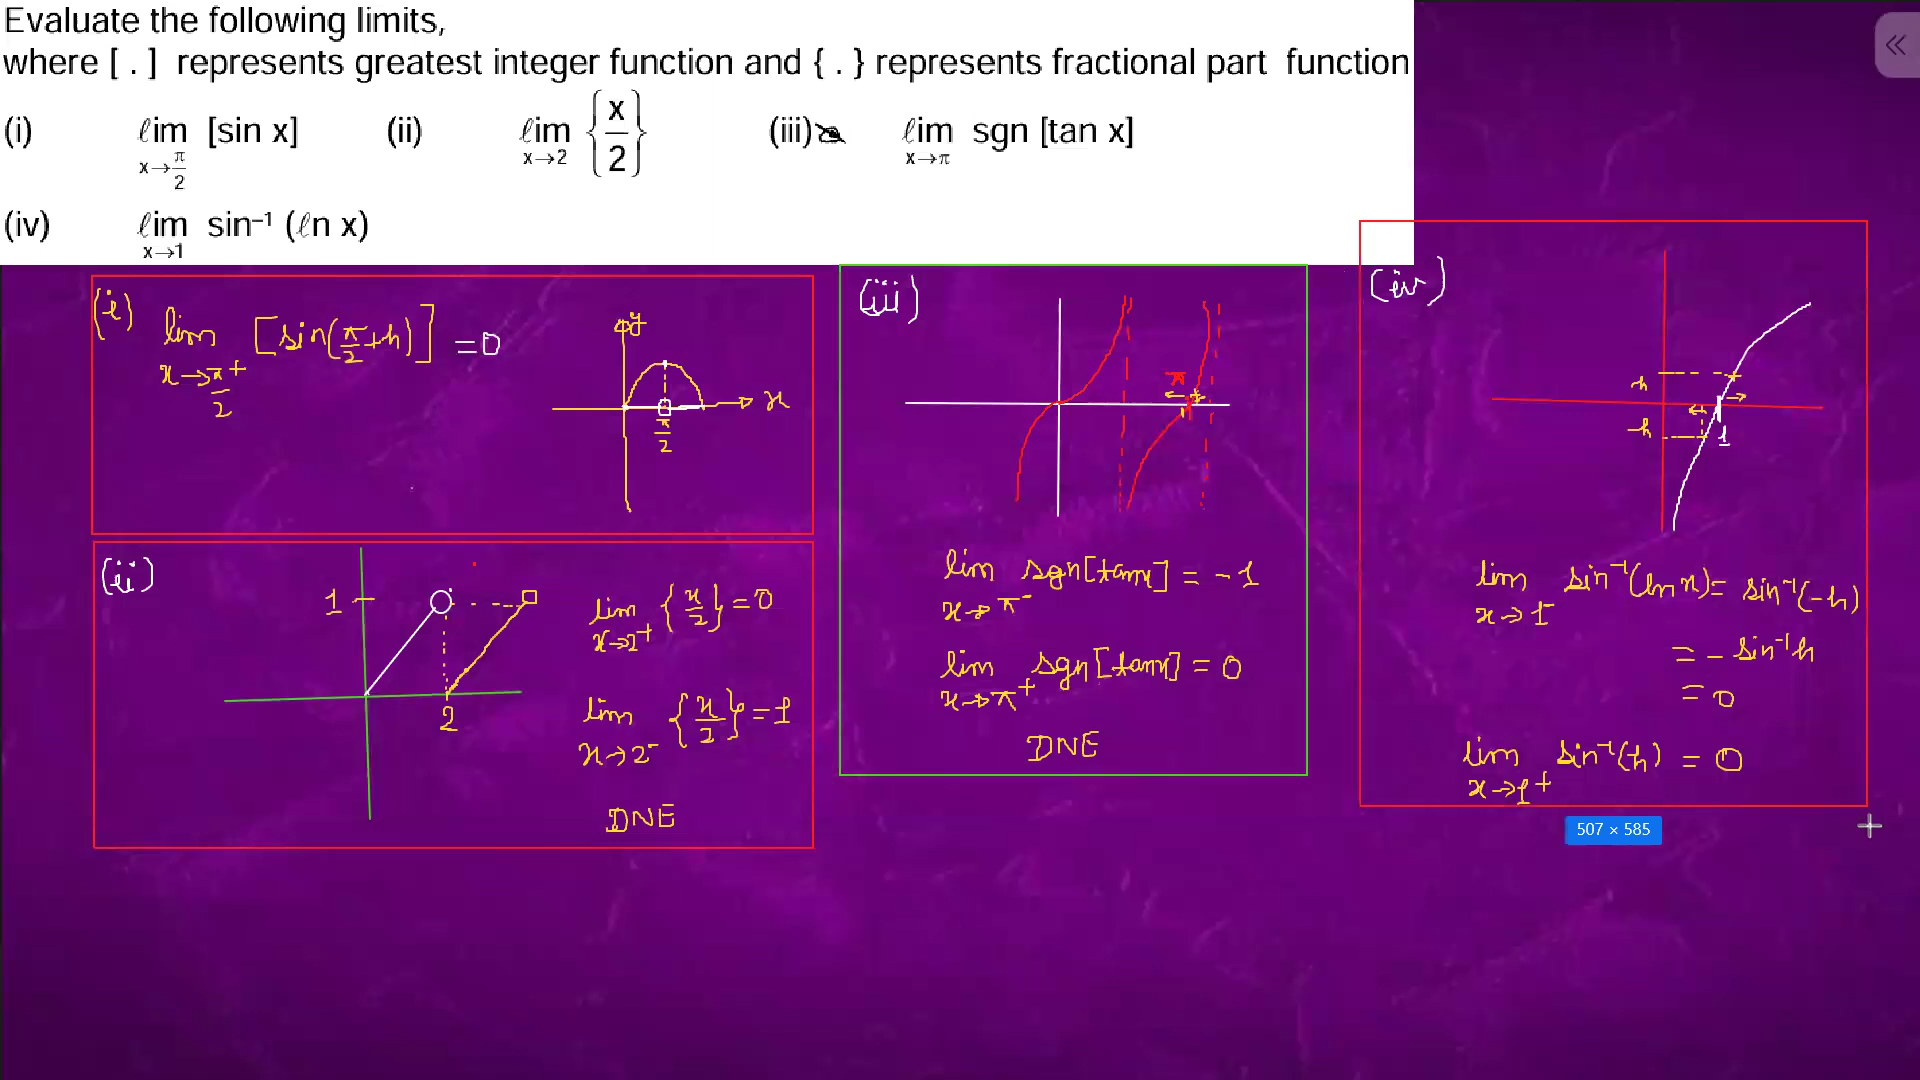 Evaluate the following limits,
where [ . ] represents greatest integer function and { . } represents fractional part function
(i) ℓim x→π/2 [sin x] (ii) ℓim x→2 {x/2} (iii) ℓim x→π sgn [tan x]
(iv) ℓim x→1 sin⁻¹ (ℓn x)
(i) lim x→π/2⁺ [sin(π/2+h)] = 0
y
x
π/2
(ii)
1
2
lim x→2⁺ {x/2} = 0
lim x→2⁻ {x/2} = 1
DNE
(iii)
π
lim x→π⁻ sgn[tanx] = -1
lim x→π⁺ sgn[tanx] = 0
DNE
(iv)
h
-h
1
lim x→1⁻ sin⁻¹(ln x) = sin⁻¹(-h)
= - sin⁻¹h
= 0
lim x→1⁺ sin⁻¹(h) = 0
507 × 585